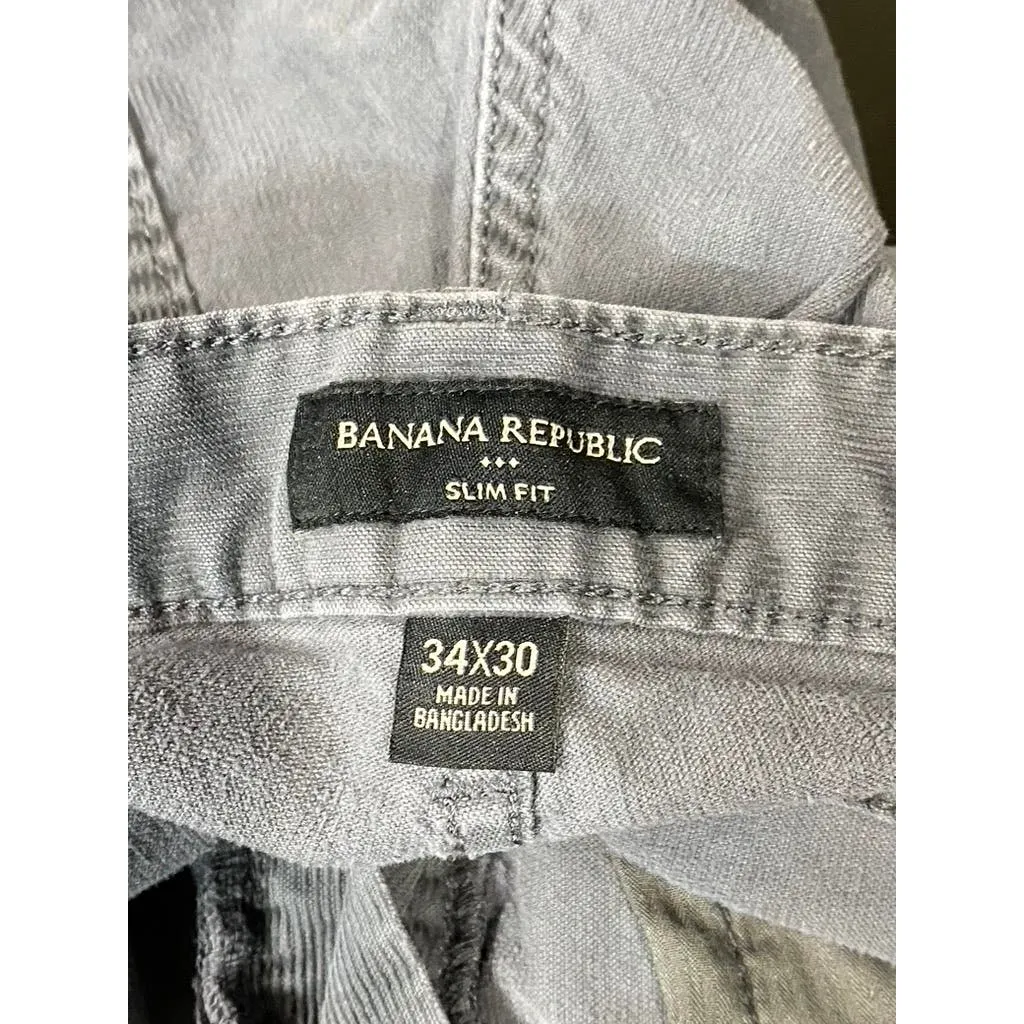 BANANA REPUBLIC
SLIM FIT
34X30
MADE IN
BANGLADESH